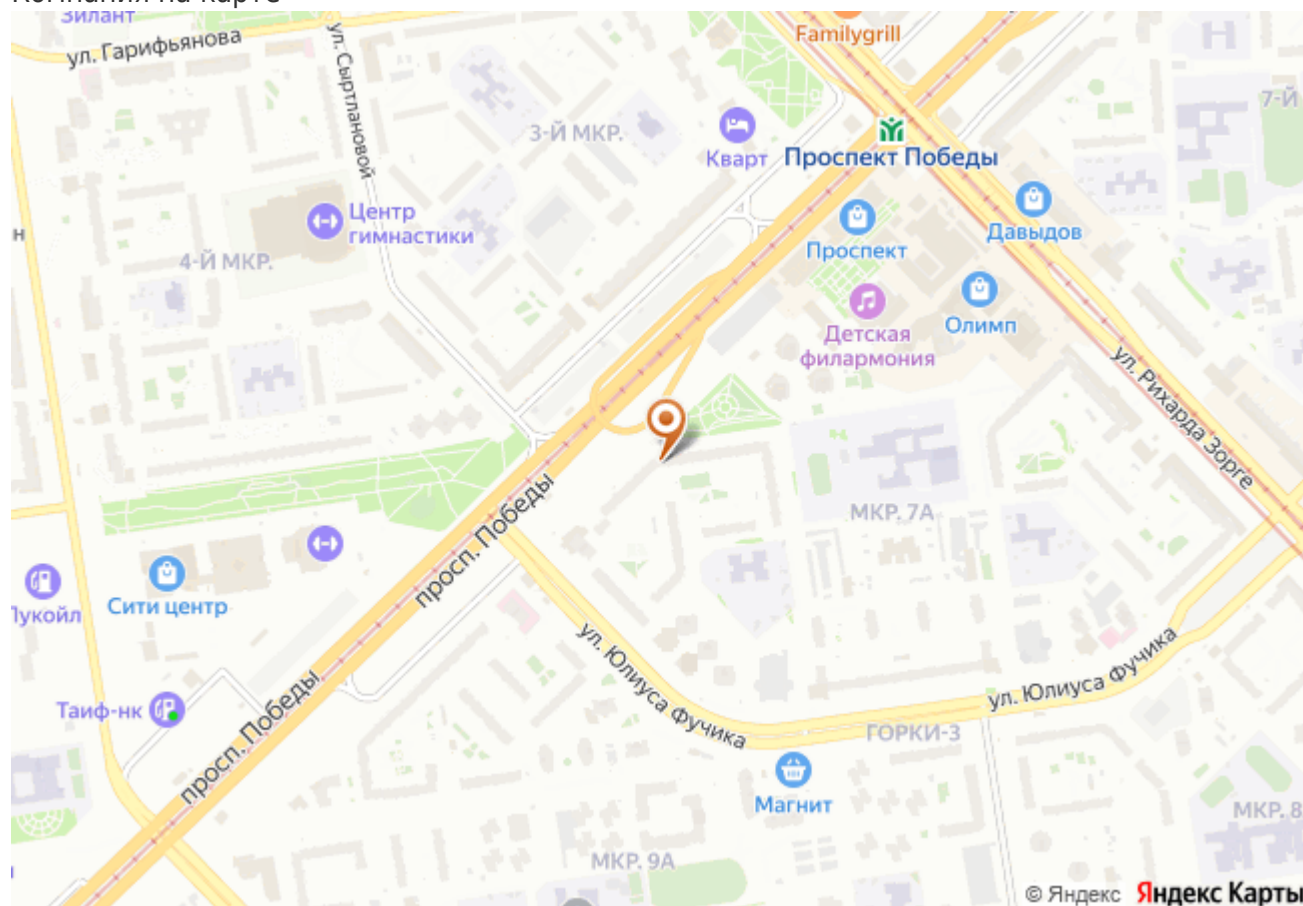 Зилант
ул. Гарифьянова
ул. Сыртлановой
Familygrill
7-Й
3-Й МКР.
Кварт
Проспект Победы
Центр
гимнастики
Давыдов
Проспект
4-Й МКР.
Детская
филармония
Олимп
ул. Рихарда Зорге
просп. Победы
МКР. 7А
Сити центр
Лукойл
ул. Юлиуса Фучика
ул. Юлиуса Фучика
Таиф-нк
просп. Победы
ГОРКИ-3
Магнит
МКР. 8
МКР. 9А
© Яндекс Яндекс Карты